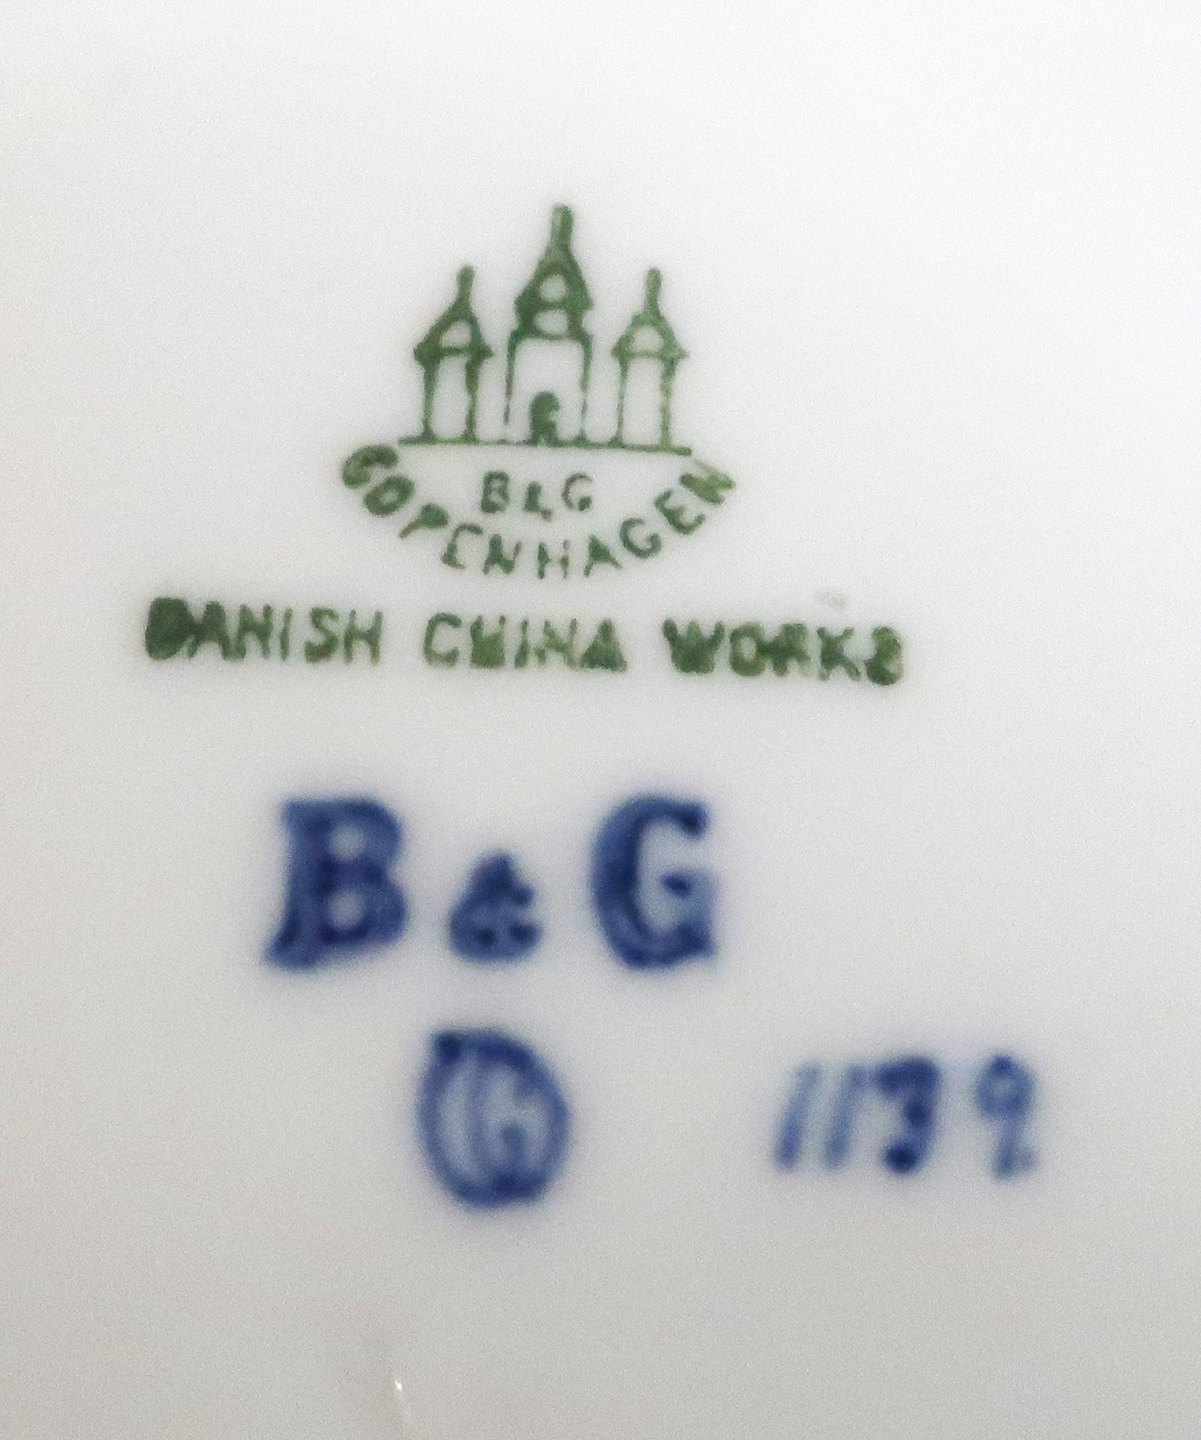 B&G
COPENHAGEN
DANISH CHINA WORKS
B&G
1139